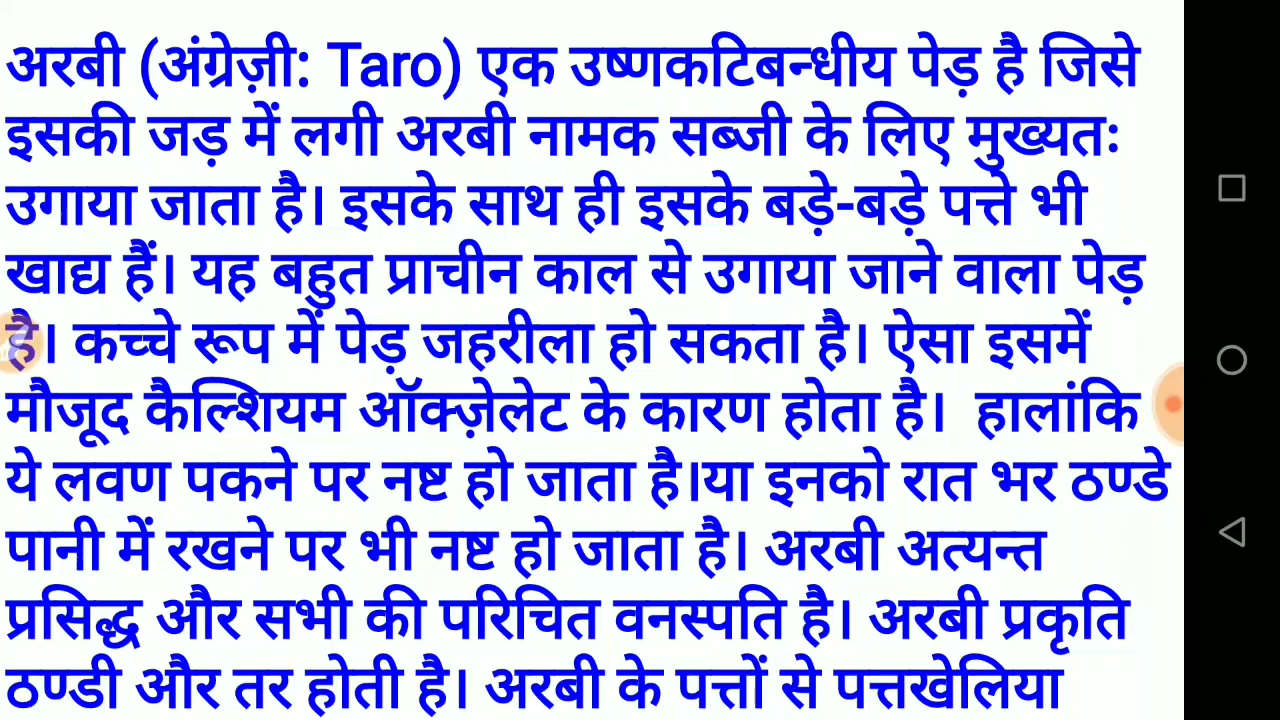 अरबी (अंग्रेज़ी: Taro) एक उष्णकटिबन्धीय पेड़ है जिसे
इसकी जड़ में लगी अरबी नामक सब्जी के लिए मुख्यतः
उगाया जाता है। इसके साथ ही इसके बड़े-बड़े पत्ते भी
खाद्य हैं। यह बहुत प्राचीन काल से उगाया जाने वाला पेड़
है। कच्चे रूप में पेड़ जहरीला हो सकता है। ऐसा इसमें
मौजूद कैल्शियम ऑक्ज़ेलेट के कारण होता है। हालांकि
ये लवण पकने पर नष्ट हो जाता है।या इनको रात भर ठण्डे
पानी में रखने पर भी नष्ट हो जाता है। अरबी अत्यन्त
प्रसिद्ध और सभी की परिचित वनस्पति है। अरबी प्रकृति
ठण्डी और तर होती है। अरबी के पत्तों से पत्तखेलिया